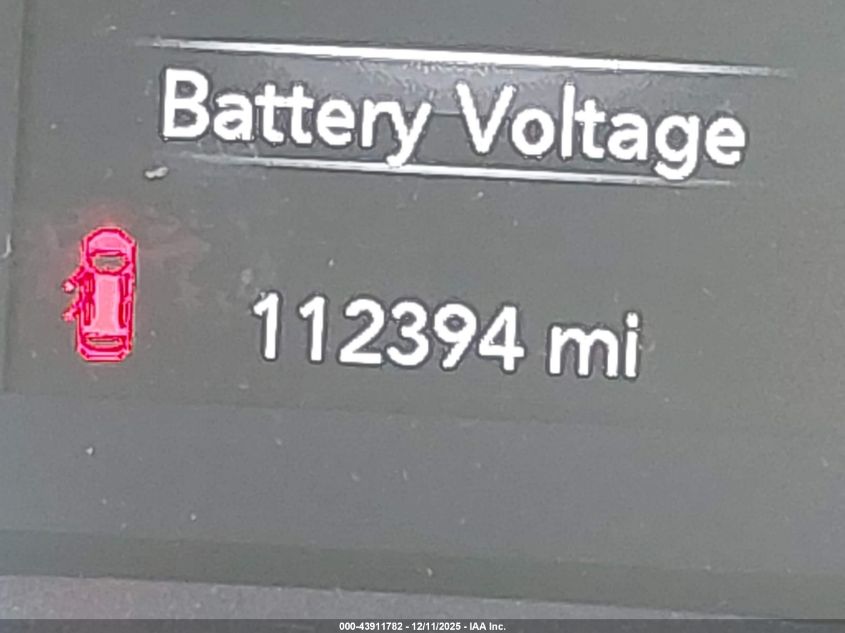 Battery Voltage
112394 mi
000-43911782 - 12/11/2025 - IAA Inc.